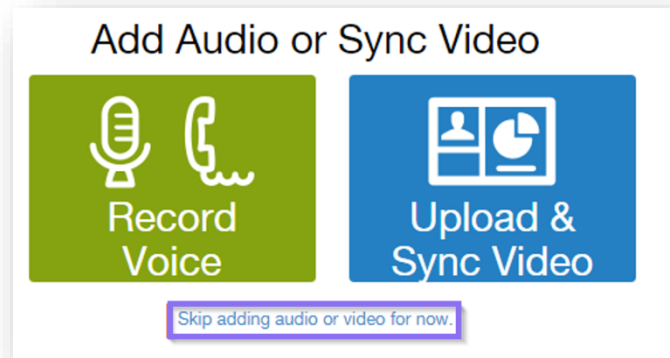 Add Audio or Sync Video
Record
Voice
Upload &
Sync Video
Skip adding audio or video for now.